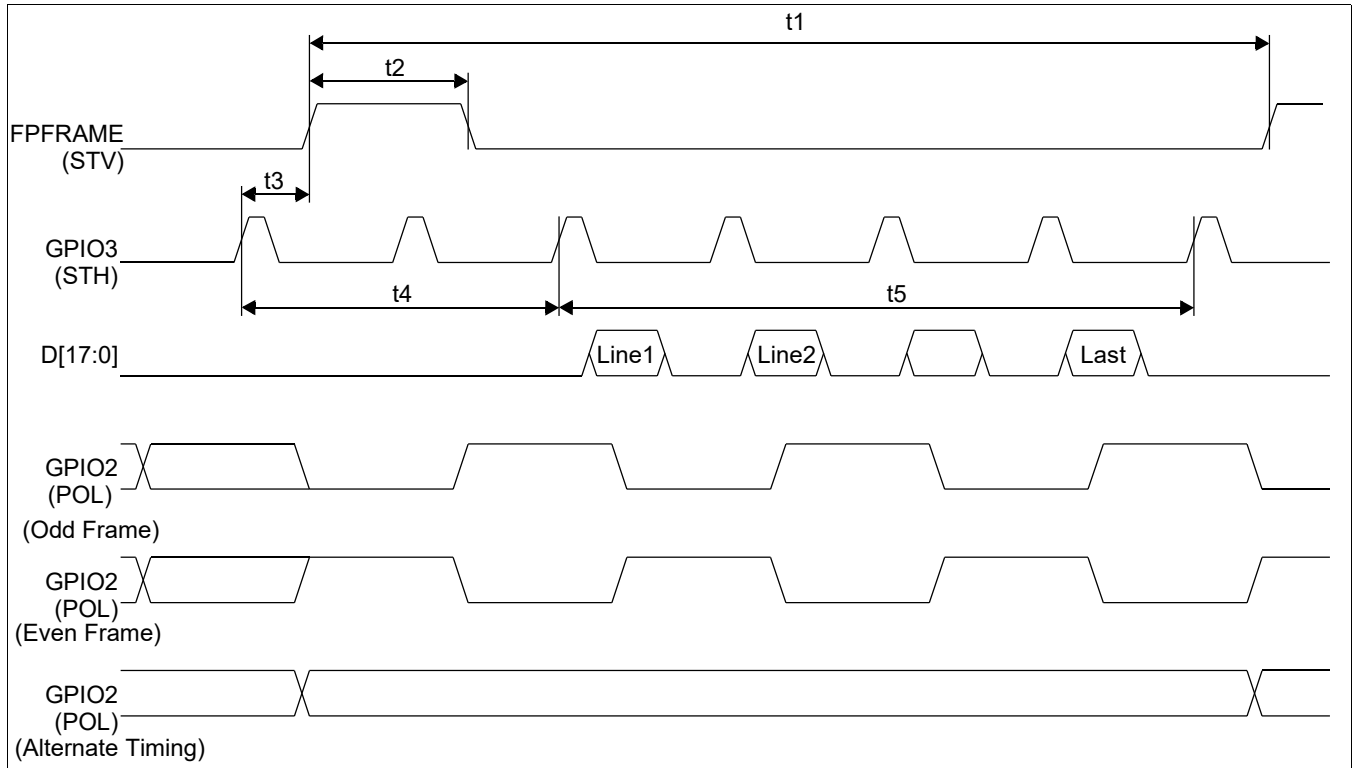 t1
t2
FPFRAME
(STV)
t3
GPIO3
(STH)
t4
t5
D[17:0]
Line1
Line2
Last
GPIO2
(POL)
(Odd Frame)
GPIO2
(POL)
(Even Frame)
GPIO2
(POL)
(Alternate Timing)